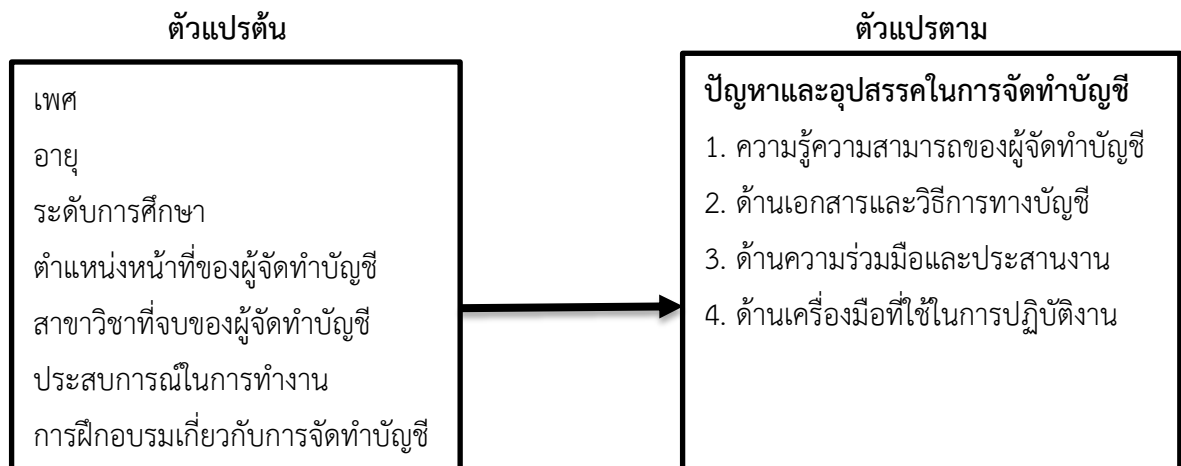 ตัวแปรต้น
ตัวแปรตาม
เพศ
อายุ
ระดับการศึกษา
ตำแหน่งหน้าที่ของผู้จัดทำบัญชี
สาขาวิชาที่จบของผู้จัดทำบัญชี
ประสบการณ์ในการทำงาน
การฝึกอบรมเกี่ยวกับการจัดทำบัญชี
ปัญหาและอุปสรรคในการจัดทำบัญชี
1. ความรู้ความสามารถของผู้จัดทำบัญชี
2. ด้านเอกสารและวิธีการทางบัญชี
3. ด้านความร่วมมือและประสานงาน
4. ด้านเครื่องมือที่ใช้ในการปฏิบัติงาน